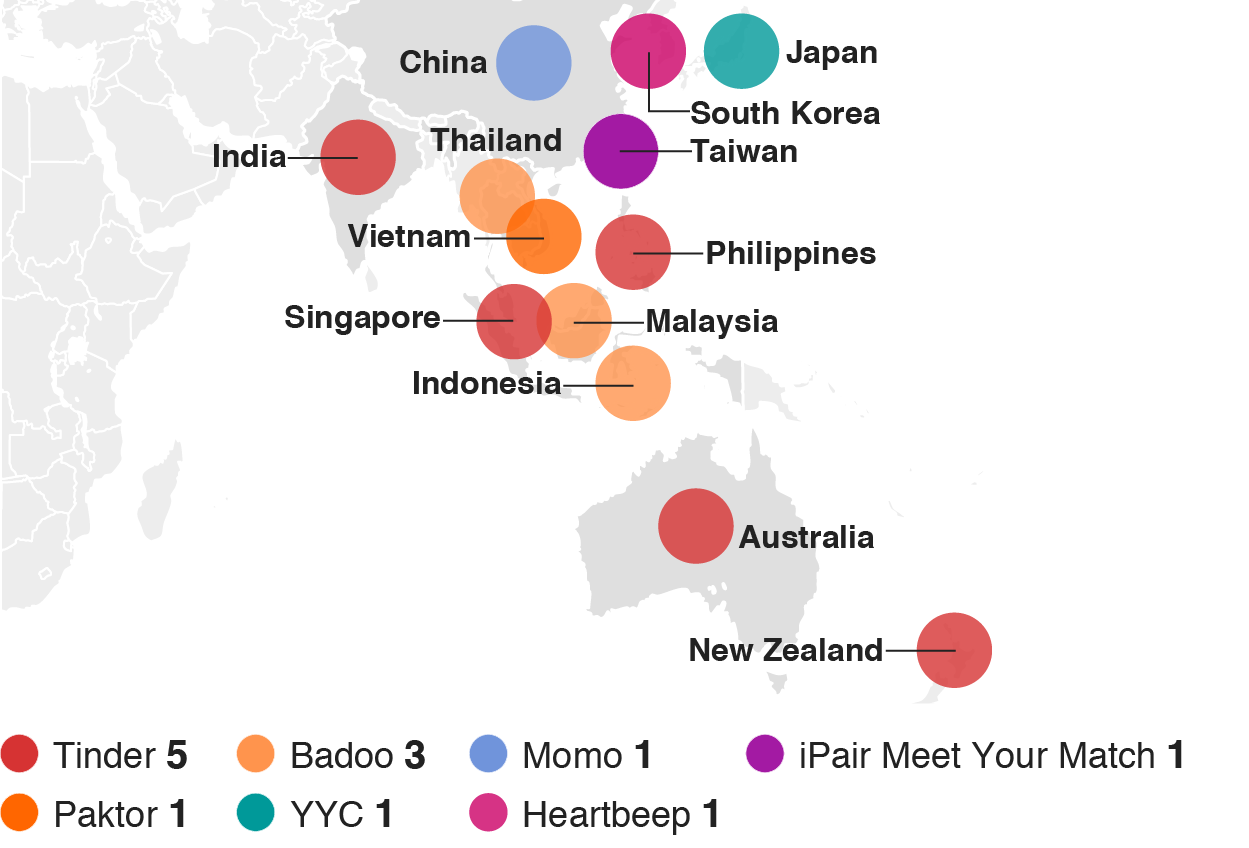 China
Japan
South Korea
Thailand
Taiwan
India
Vietnam
Philippines
Singapore
Malaysia
Indonesia
Australia
New Zealand
Tinder 5
Badoo 3
Momo 1
iPair Meet Your Match 1
Paktor 1
YYC 1
Heartbeep 1